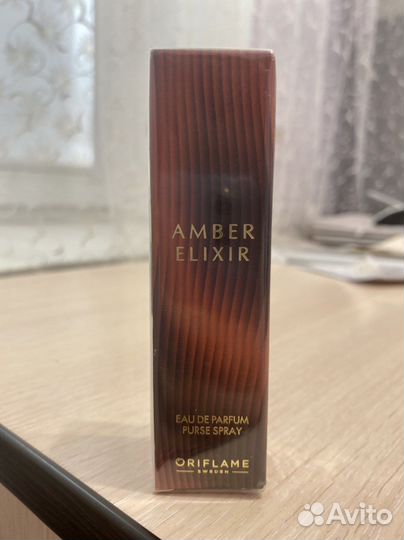 AMBER
ELIXIR
EAU DE PARFUM
PURSE SPRAY
ORIFLAME
SWEDEN
Avito